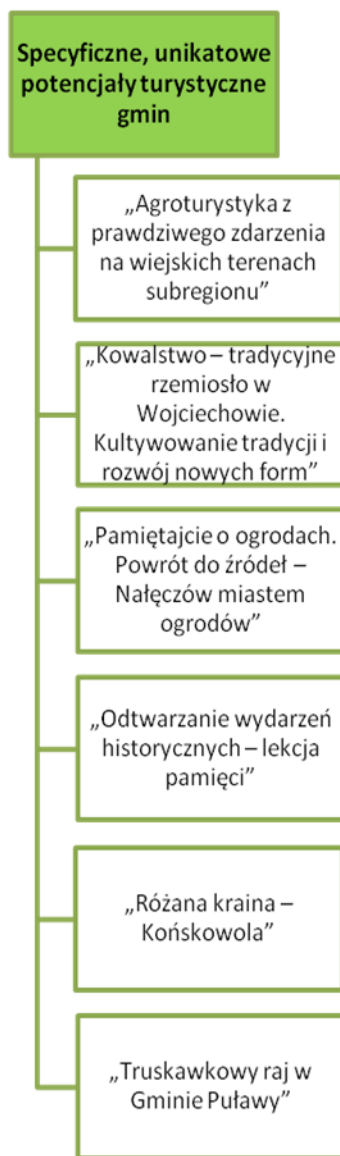 Specyficzne, unikatowe
potencjały turystyczne
gmin
„Agroturystyka z
prawdziwego zdarzenia
na wiejskich terenach
subregionu”
„Kowalstwo – tradycyjne
rzemiosło w
Wojciechowie.
Kultywowanie tradycji i
rozwój nowych form”
„Pamiętajcie o ogrodach.
Powrót do źródeł –
Nałęczów miastem
ogrodów”
„Odtwarzanie wydarzeń
historycznych – lekcja
pamięci”
„Różana kraina –
Końskowola”
„Truskawkowy raj w
Gminie Puławy”